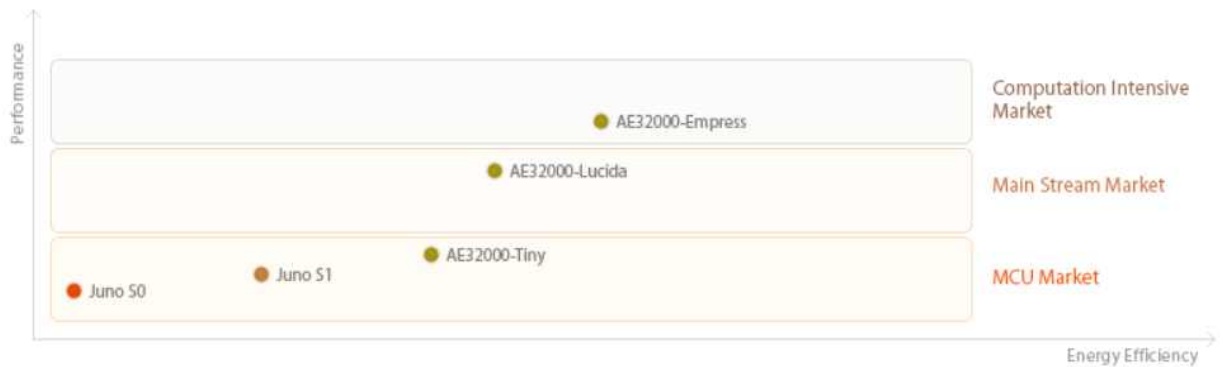 Performance
Computation Intensive
Market
AE32000-Empress
AE32000-Lucida
Main Stream Market
AE32000-Tiny
Juno S1
MCU Market
Juno S0
Energy Efficiency